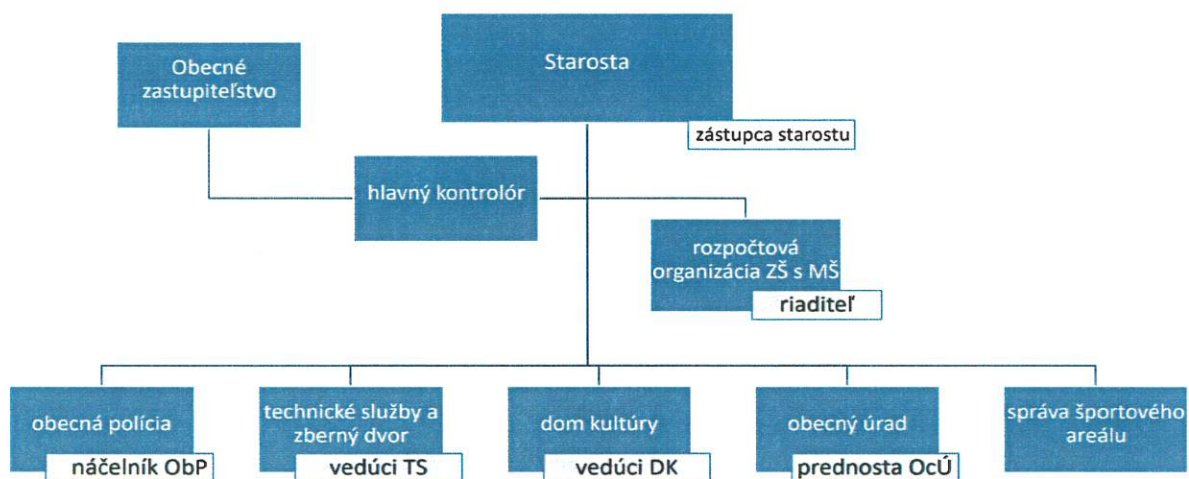 Obecné
zastupiteľstvo
Starosta
zástupca starostu
hlavný kontrolór
rozpočtová
organizácia ZŠ s MŠ
riaditeľ
obecná polícia
náčelník ObP
technické služby a
zberný dvor
vedúci TS
dom kultúry
vedúci DK
obecný úrad
prednosta OcÚ
správa športového
areálu